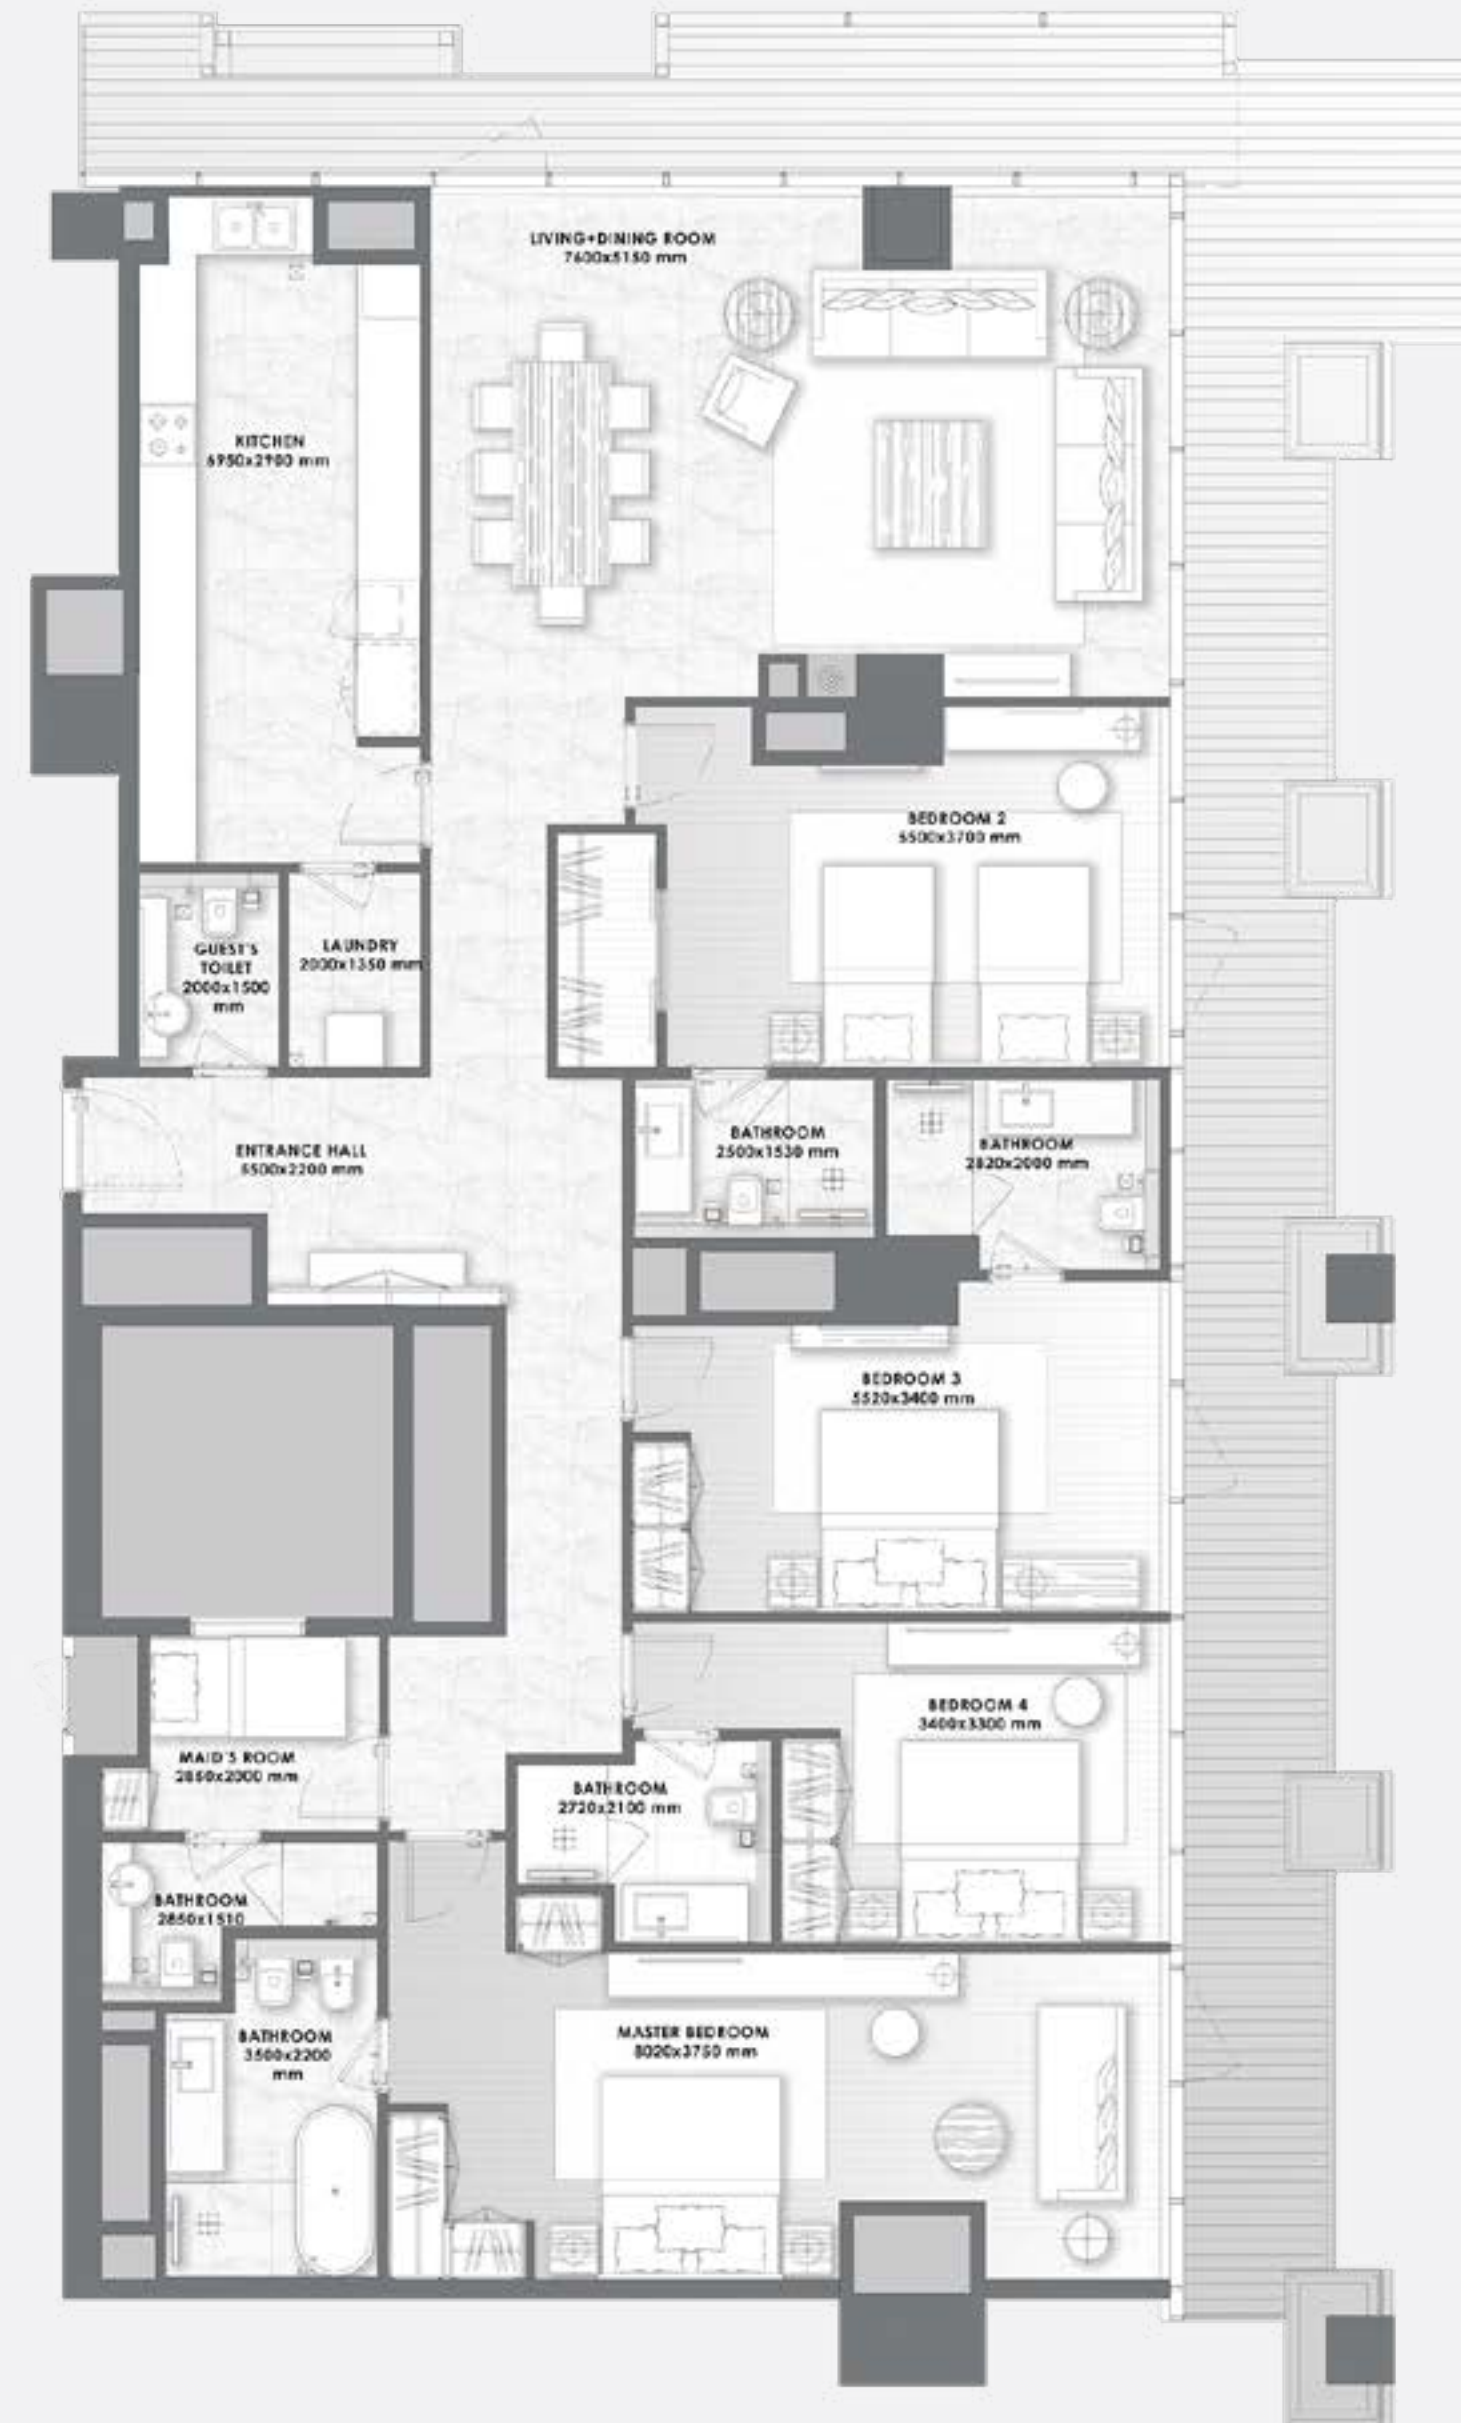 LIVING+DINING ROOM
7600x5150 mm
KITCHEN
6950x2900 mm
BEDROOM 2
5500x3700 mm
GUEST'S
TOILET
2000x1500
mm
LAUNDRY
2000x1350 mm
ENTRANCE HALL
5500x2200 mm
BATHROOM
2500x1530 mm
BATHROOM
2820x2000 mm
BEDROOM 3
5520x3400 mm
BEDROOM 4
3400x3300 mm
MAID'S ROOM
2850x2000 mm
BATHROOM
2720x2100 mm
BATHROOM
2850x1510
BATHROOM
3500x2200
mm
MASTER BEDROOM
8020x3750 mm